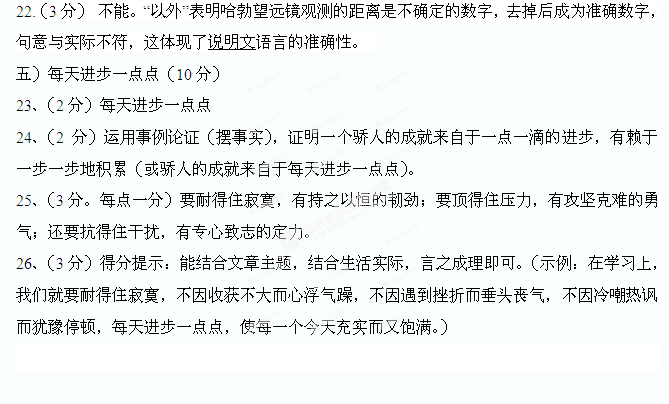 22.（3 分） 不能。“以外”表明哈勃望远镜观测的距离是不确定的数字，去掉后成为准确数字，
句意与实际不符，这体现了说明文语言的准确性。
五）每天进步一点点（10 分）
23、（2 分）每天进步一点点
24、（2 分）运用事例论证（摆事实），证明一个骄人的成就来自于一点一滴的进步，有赖于
一步一步地积累（或骄人的成就来自于每天进步一点点）。
25、（3 分。每点一分）要耐得住寂寞，有持之以恒的韧劲；要顶得住压力，有攻坚克难的勇
气；还要抗得住干扰，有专心致志的定力。
26、（3 分）得分提示：能结合文章主题，结合生活实际，言之成理即可。（示例：在学习上，
我们就要耐得住寂寞，不因收获不大而心浮气躁，不因遇到挫折而垂头丧气，不因冷嘲热讽
而犹豫停顿，每天进步一点点，使每一个今天充实而又饱满。）